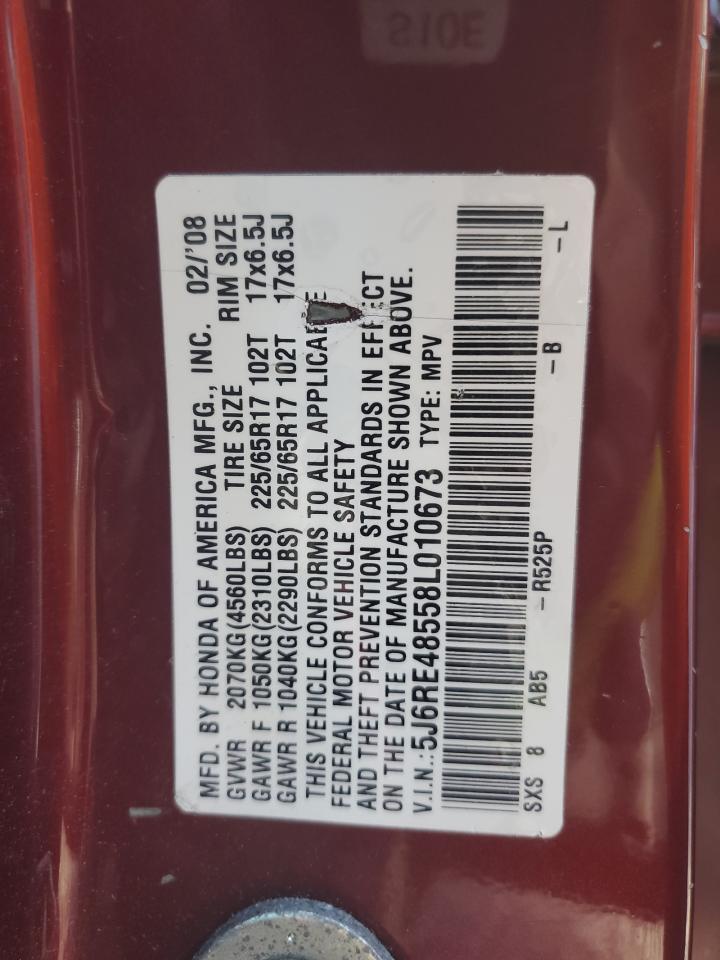 MFD. BY HONDA OF AMERICA MFG., INC. 02/'08
GVWR 2070KG(4560LBS) TIRE SIZE RIM SIZE
GAWR F 1050KG(2310LBS) 225/65R17 102T 17x6.5J
GAWR R 1040KG(2290LBS) 225/65R17 102T 17x6.5J
THIS VEHICLE CONFORMS TO ALL
FEDERAL MOTOR VEHICLE SAFETY
AND THEFT PREVENTION STANDARDS IN
ON THE DATE OF MANUFACTURE SHOWN ABOVE.
V.I.N.:5J6RE48558L010673 TYPE: MPV
SXS 8 AB5 -R525P -B -L